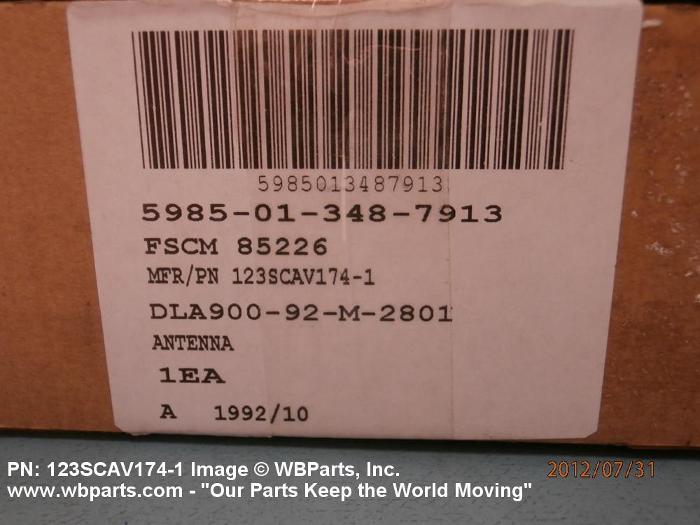 5985013487913
5985-01-348-7913
FSCM 85226
MFR/PN 123SCAV174-1
DLA900-92-M-2801
ANTENNA
1EA
A 1992/10
PN: 123SCAV174-1 Image © WBParts, Inc.
2012/07/31
www.wbparts.com - "Our Parts Keep the World Moving"